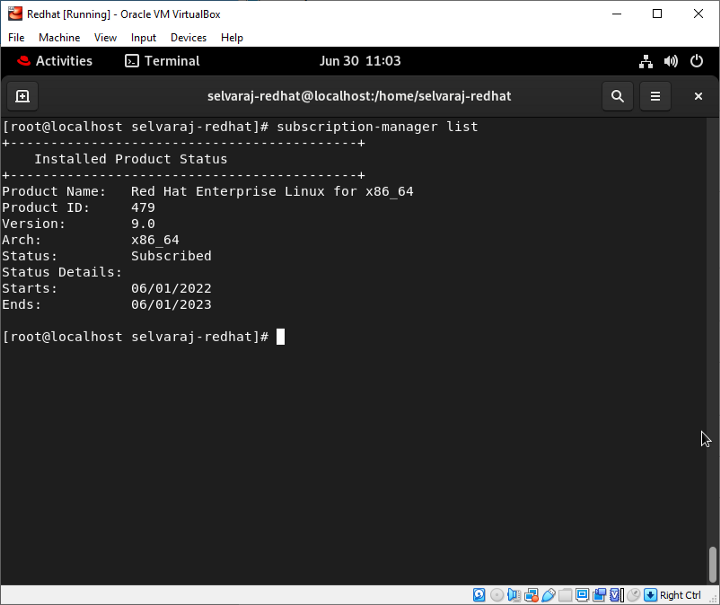 Redhat [Running] - Oracle VM VirtualBox
File Machine View Input Devices Help
Activities Terminal Jun 30 11:03
selvaraj-redhat@localhost:/home/selvaraj-redhat
[root@localhost selvaraj-redhat]# subscription-manager list
+-------------------------------------------+
Installed Product Status
+-------------------------------------------+
Product Name: Red Hat Enterprise Linux for x86_64
Product ID: 479
Version: 9.0
Arch: x86_64
Status: Subscribed
Status Details:
Starts: 06/01/2022
Ends: 06/01/2023
[root@localhost selvaraj-redhat]#
Right Ctrl